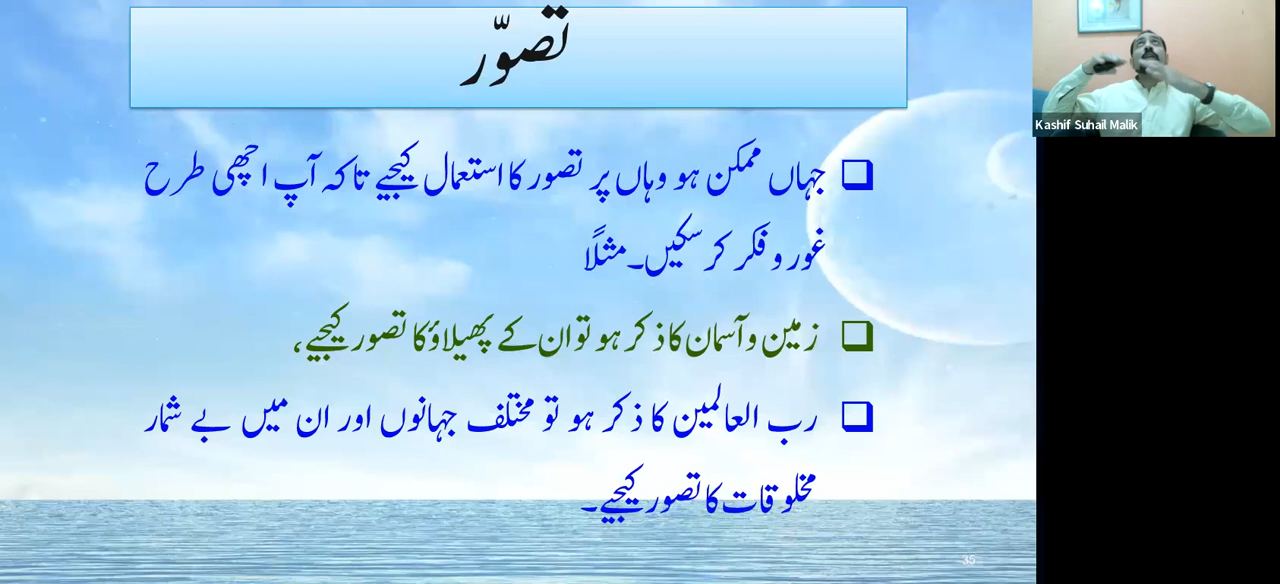 تصوّر
Kashif Suhail Malik
❑ جہاں ممکن ہو وہاں پر تصور کا استعمال کیجیے تاکہ آپ اچھی طرح
غور و فکر کر سکیں۔ مثلاً
❑ زمین و آسمان کا ذکر ہو تو ان کے پھیلاؤ کا تصور کیجیے،
❑ رب العالمین کا ذکر ہو تو مختلف جہانوں اور ان میں بے شمار
مخلوقات کا تصور کیجیے۔
35